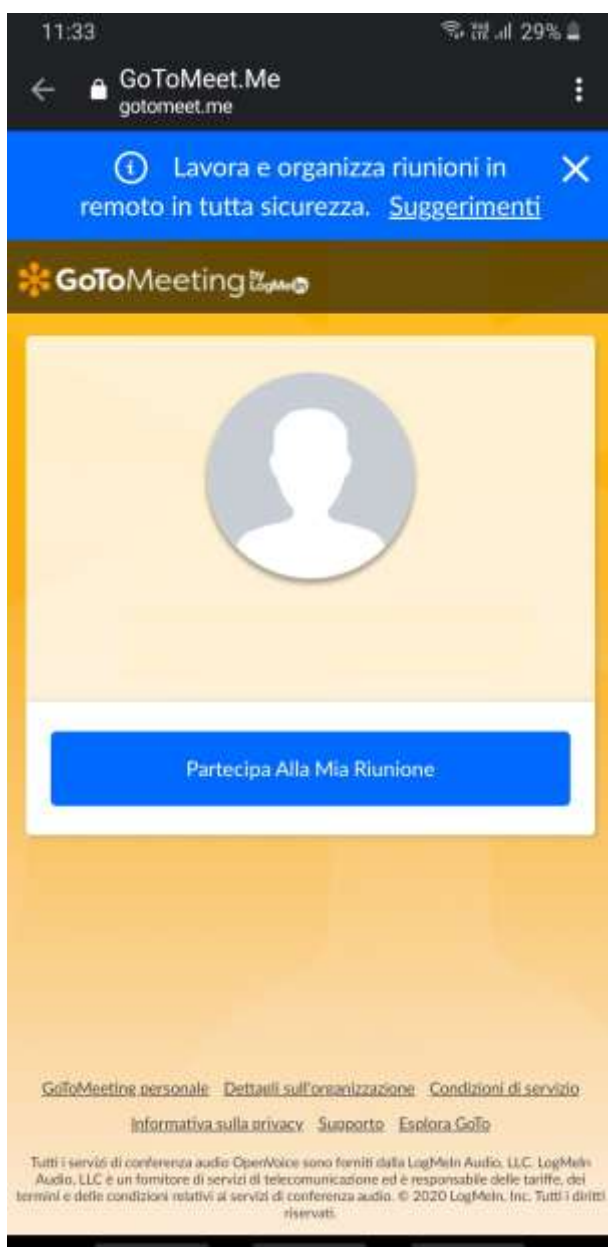 11:33
29%
GoToMeet.Me
gotomeet.me
Lavora e organizza riunioni in
remoto in tutta sicurezza. Suggerimenti
GoToMeeting by LogMeIn
Partecipa Alla Mia Riunione
GoToMeeting personale Dettagli sull'organizzazione Condizioni di servizio
Informativa sulla privacy Supporto Esplora GoTo
Tutti i servizi di conferenza audio OpenVoice sono forniti dalla LogMeIn Audio, LLC. LogMeIn
Audio, LLC è un fornitore di servizi di telecomunicazione ed è responsabile delle tariffe, dei
termini e delle condizioni relativi ai servizi di conferenza audio. © 2020 LogMeIn, Inc. Tutti i diritti
riservati.